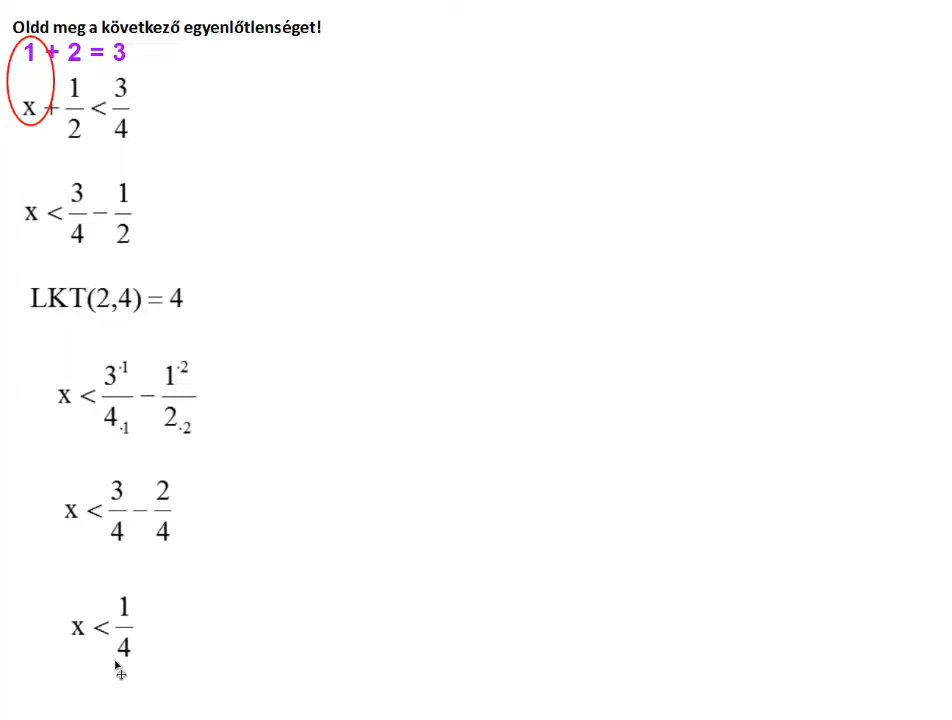 Oldd meg a következő egyenlőtlenséget!
1 + 2 = 3
x + 1/2 < 3/4
x < 3/4 − 1/2
LKT(2,4) = 4
x < 3·1/4·1 − 1·2/2·2
x < 3/4 − 2/4
x < 1/4